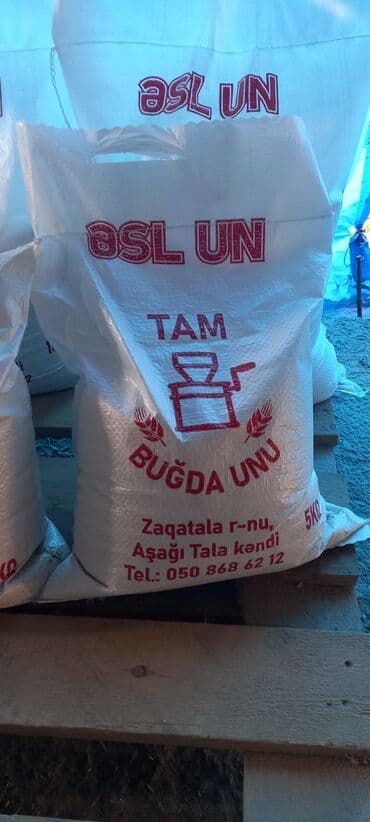 ƏSL UN
ƏSL UN
TAM
BUĞDA UNU
5KQ
Zaqatala r-nu,
Aşağı Tala kəndi
Tel.: 050 868 62 12